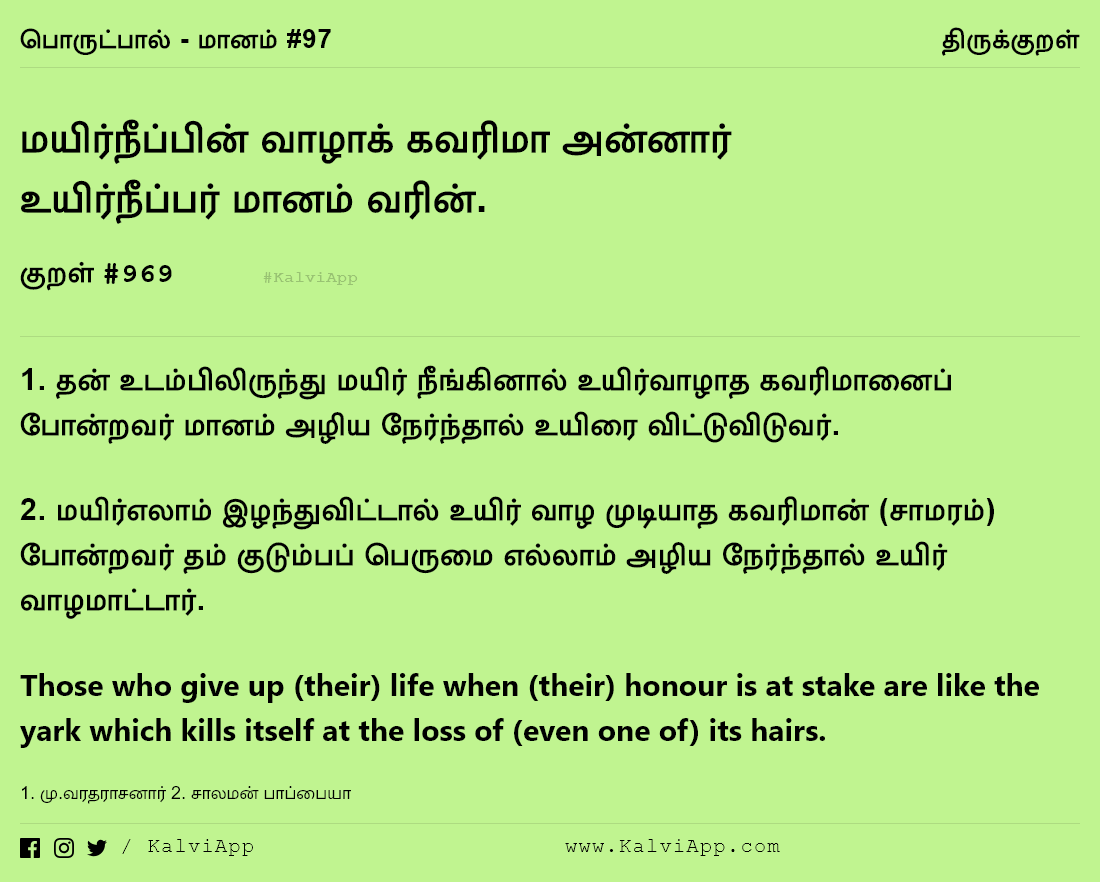 பொருட்பால் - மானம் #97 திருக்குறள்
மயிர்நீப்பின் வாழாக் கவரிமா அன்னார்
உயிர்நீப்பர் மானம் வரின்.
குறள் #969 #KalviApp
1. தன் உடம்பிலிருந்து மயிர் நீங்கினால் உயிர்வாழாத கவரிமானைப்
போன்றவர் மானம் அழிய நேர்ந்தால் உயிரை விட்டுவிடுவர்.
2. மயிர்எலாம் இழந்துவிட்டால் உயிர் வாழ முடியாத கவரிமான் (சாமரம்)
போன்றவர் தம் குடும்பப் பெருமை எல்லாம் அழிய நேர்ந்தால் உயிர்
வாழமாட்டார்.
Those who give up (their) life when (their) honour is at stake are like the
yark which kills itself at the loss of (even one of) its hairs.
1. மு.வரதராசனார் 2. சாலமன் பாப்பையா
/ KalviApp www.KalviApp.com